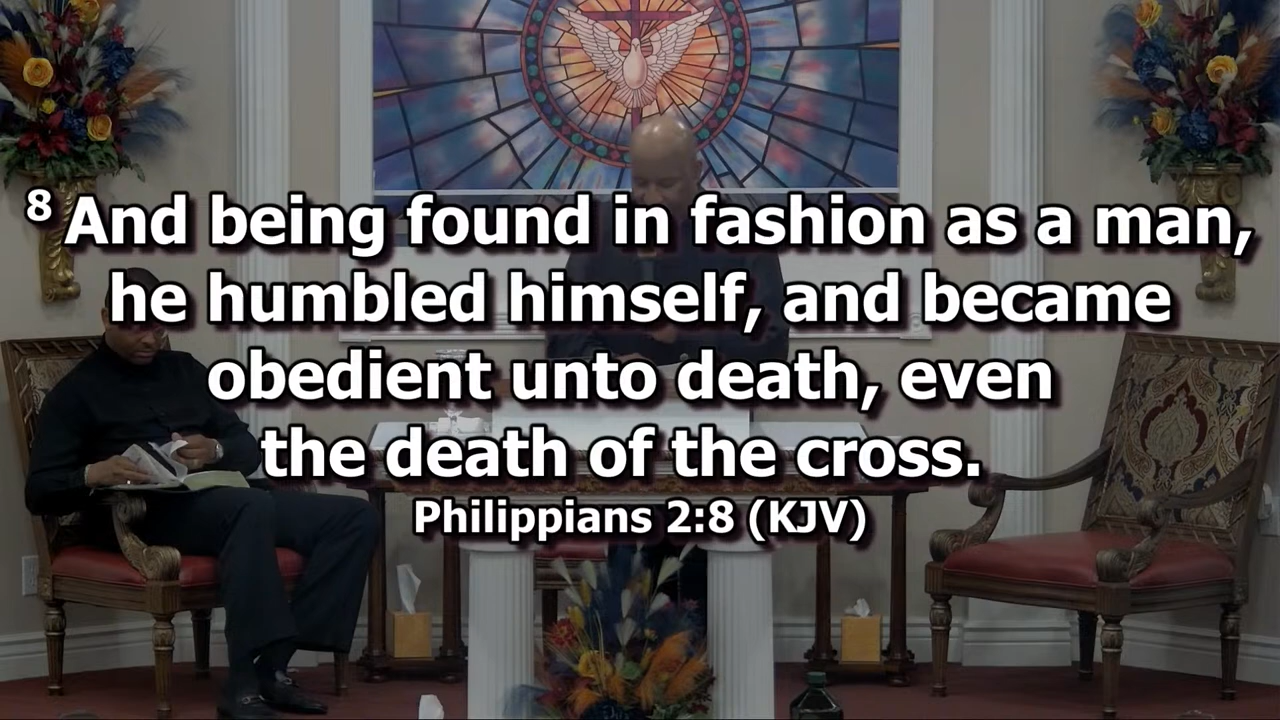 8 And being found in fashion as a man,
he humbled himself, and became
obedient unto death, even
the death of the cross.
Philippians 2:8 (KJV)